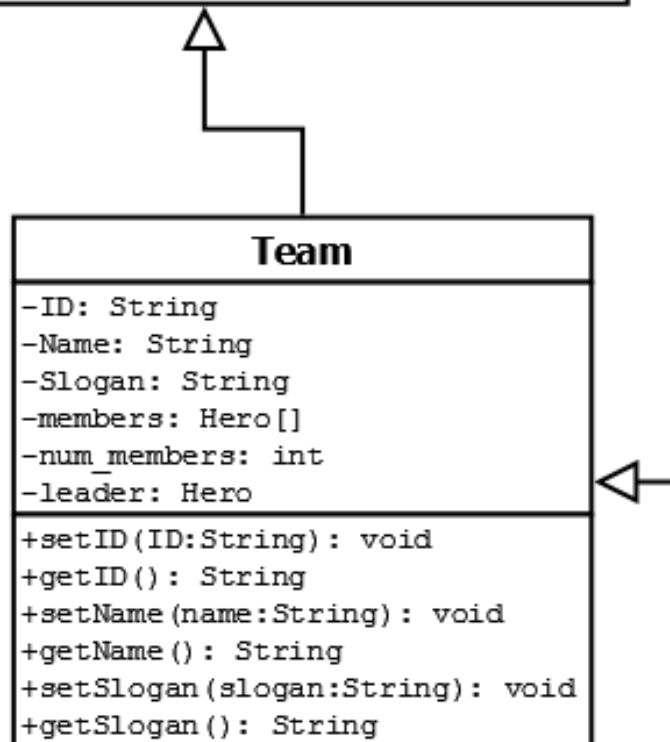 Team
-ID: String
-Name: String
-Slogan: String
-members: Hero[]
-num_members: int
-leader: Hero
+setID(ID:String): void
+getID(): String
+setName(name:String): void
+getName(): String
+setSlogan(slogan:String): void
+getSlogan(): String